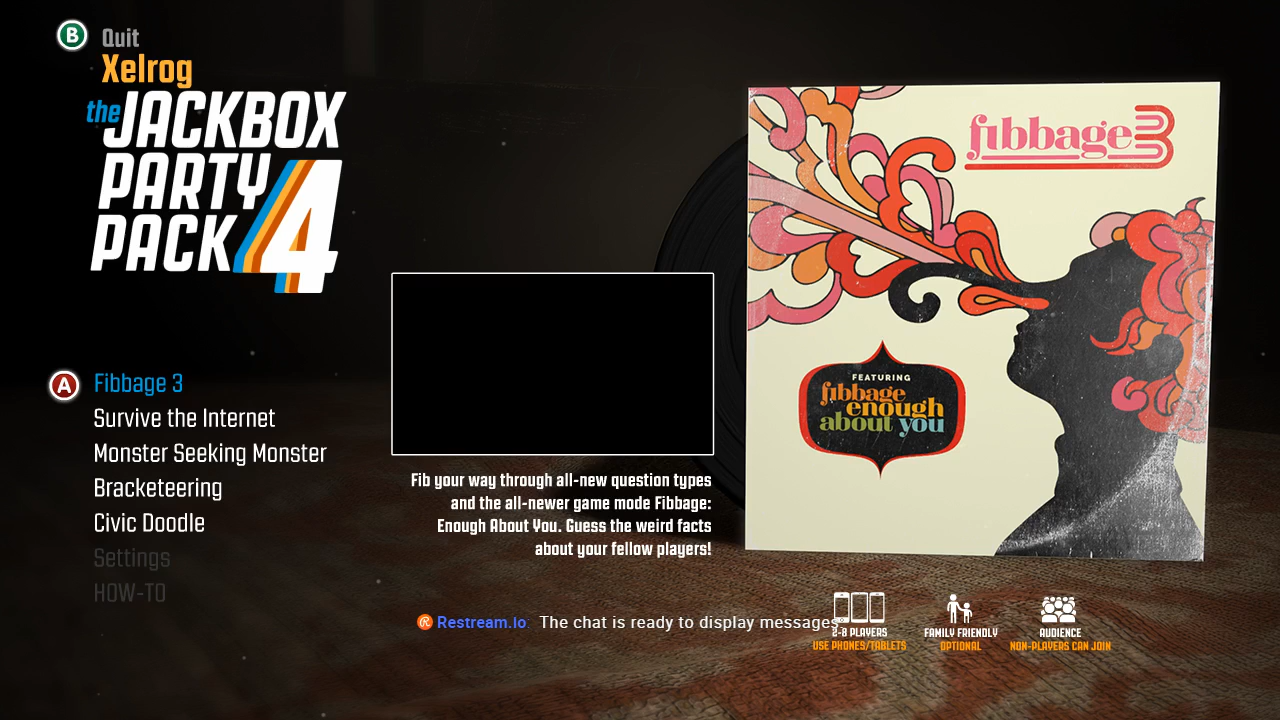 B Quit
Xelrog
the JACKBOX
PARTY
PACK 4
A Fibbage 3
Survive the Internet
Monster Seeking Monster
Bracketeering
Civic Doodle
Settings
HOW-TO
Fib your way through all-new question types
and the all-newer game mode Fibbage:
Enough About You. Guess the weird facts
about your fellow players!
fibbage 3
FEATURING
fibbage
enough
about you
Restream.io: The chat is ready to display messages
2-8 PLAYERS
USE PHONES/TABLETS
FAMILY FRIENDLY
OPTIONAL
AUDIENCE
NON-PLAYERS CAN JOIN